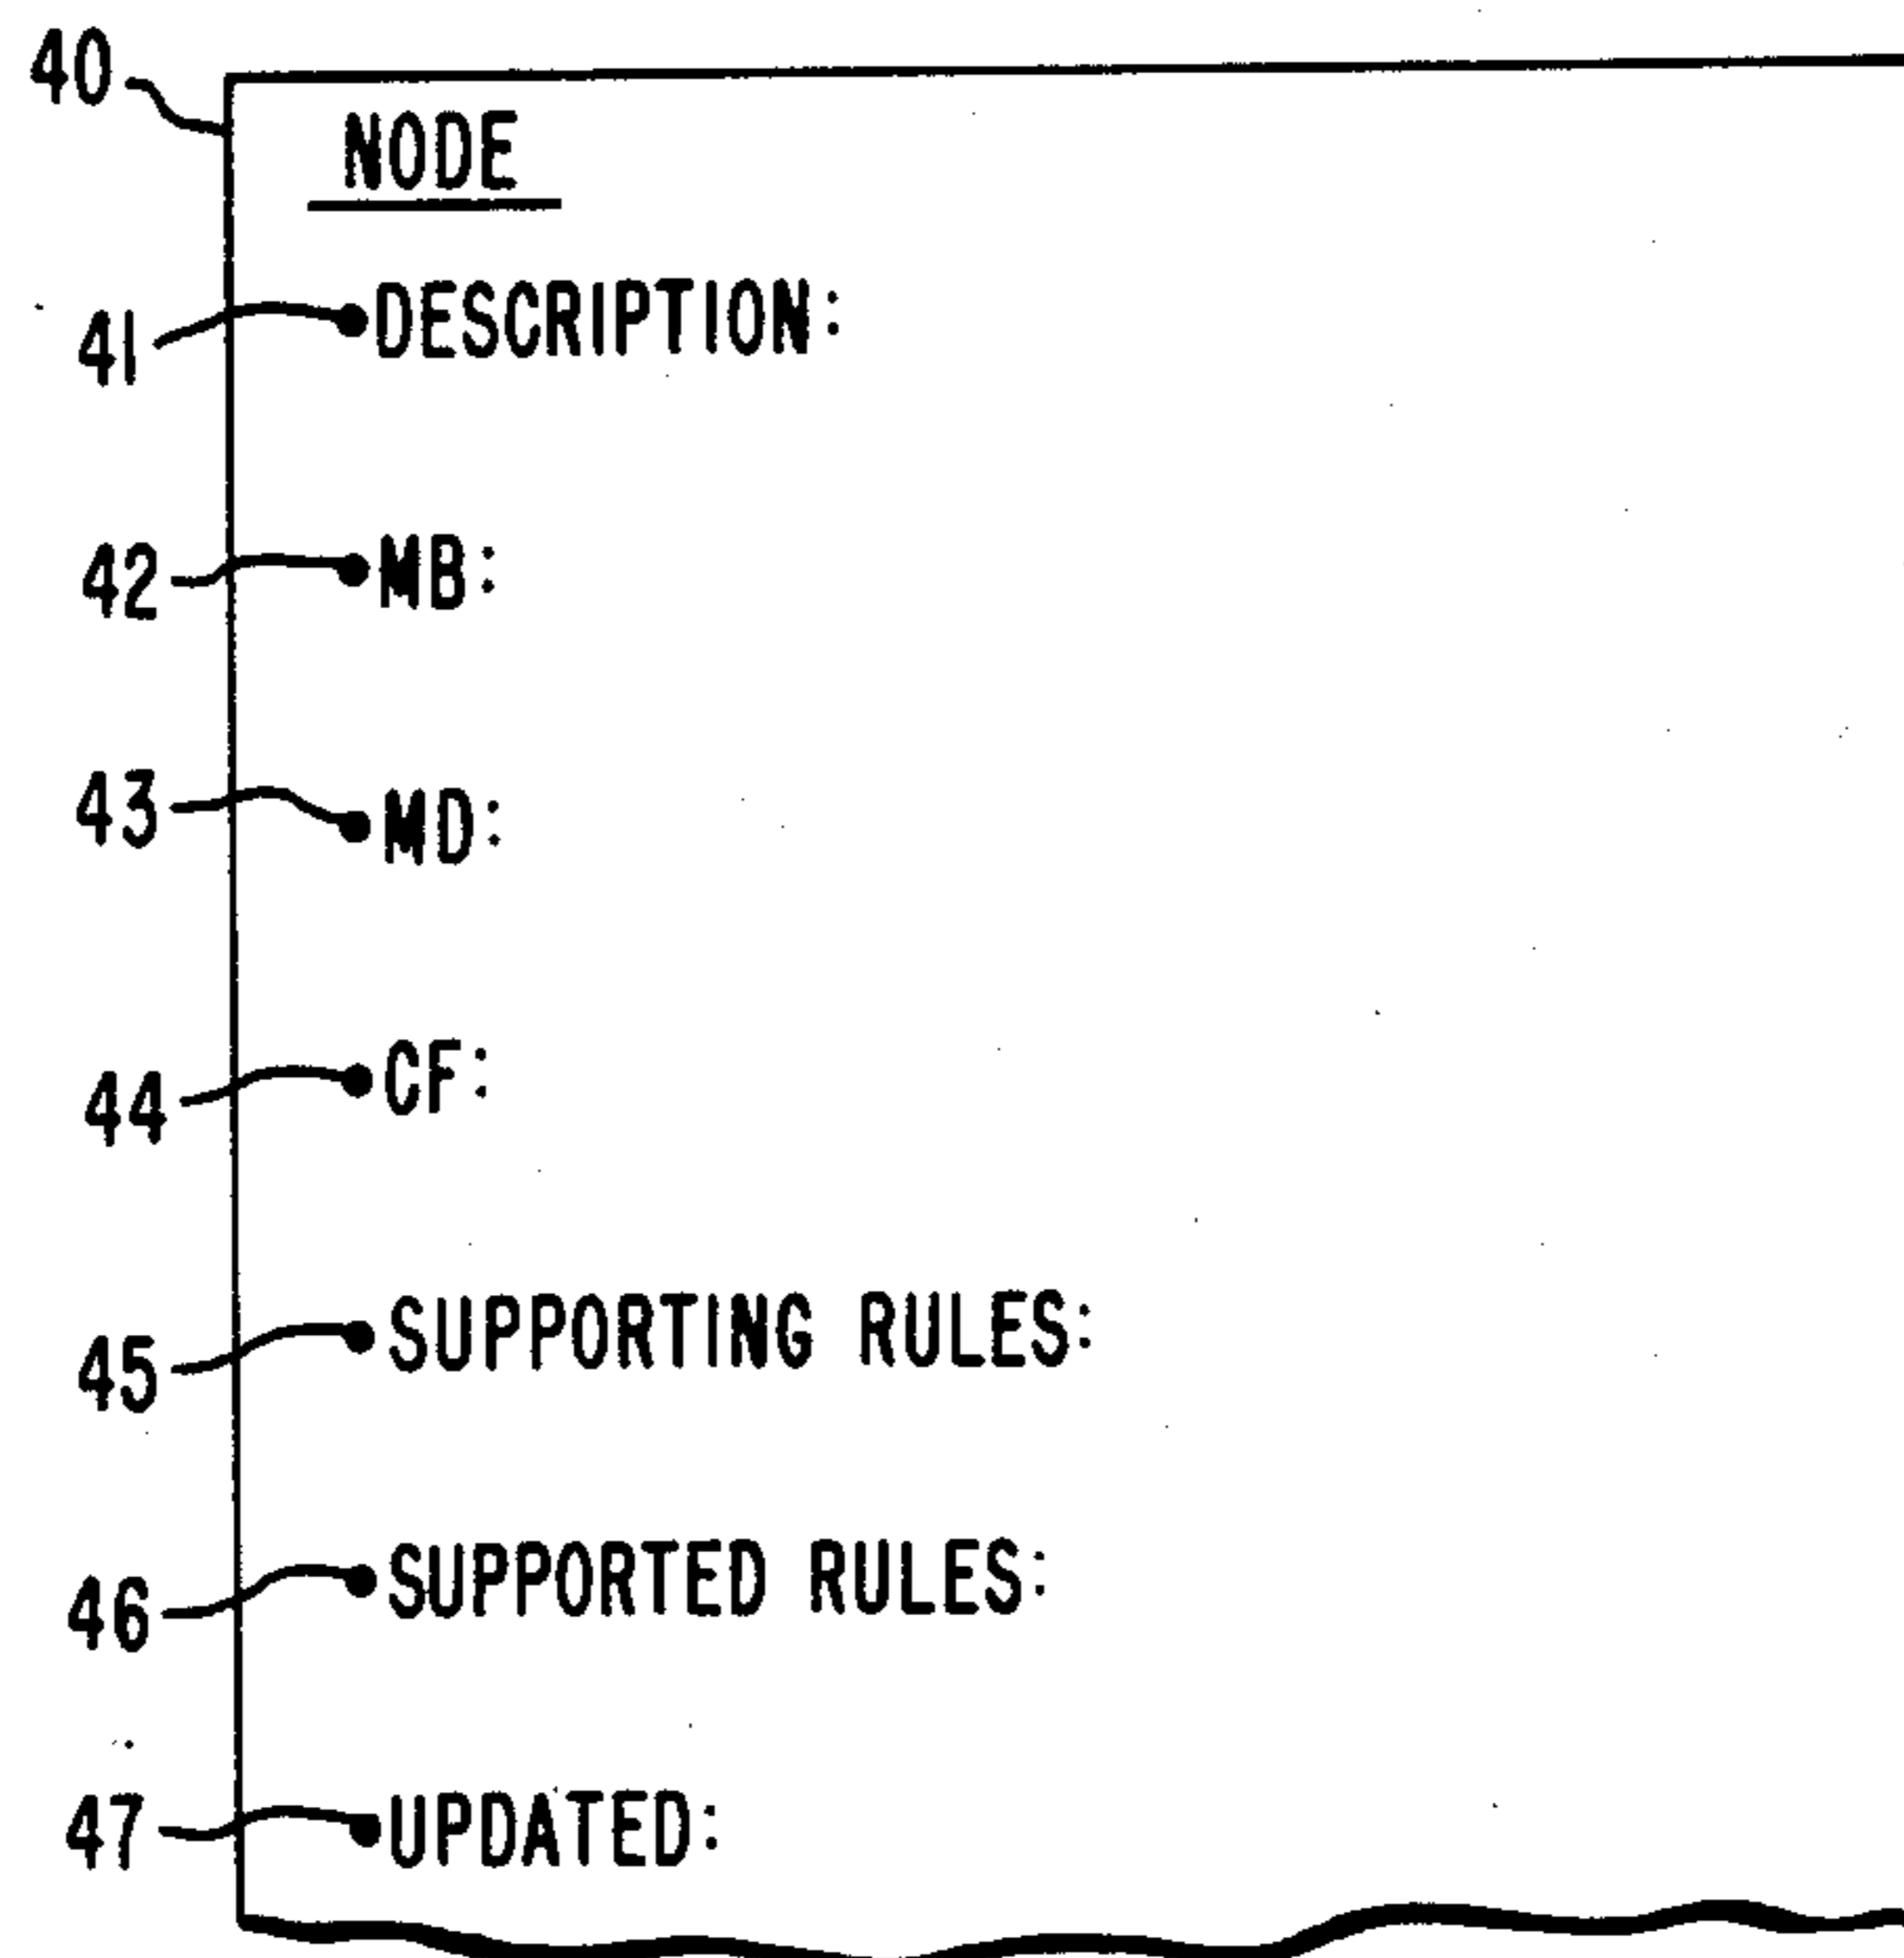 40
NODE
41 DESCRIPTION:
42 MB:
43 MD:
44 CF:
45 SUPPORTING RULES:
46 SUPPORTED RULES:
47 UPDATED: